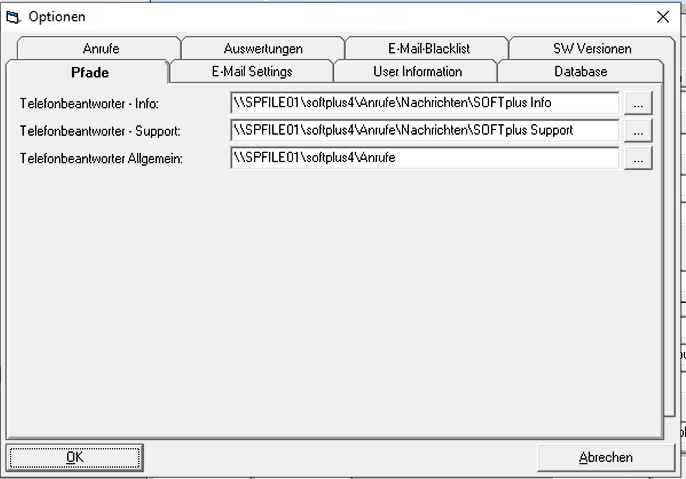 Optionen
Anrufe Auswertungen E-Mail-Blacklist SW Versionen
Pfade E-Mail Settings User Information Database
Telefonbeantworter - Info: \\SPFILE01\softplus4\Anrufe\Nachrichten\SOFTplus Info ...
Telefonbeantworter - Support: \\SPFILE01\softplus4\Anrufe\Nachrichten\SOFTplus Support ...
Telefonbeantworter Allgemein: \\SPFILE01\softplus4\Anrufe ...
OK Abrechen